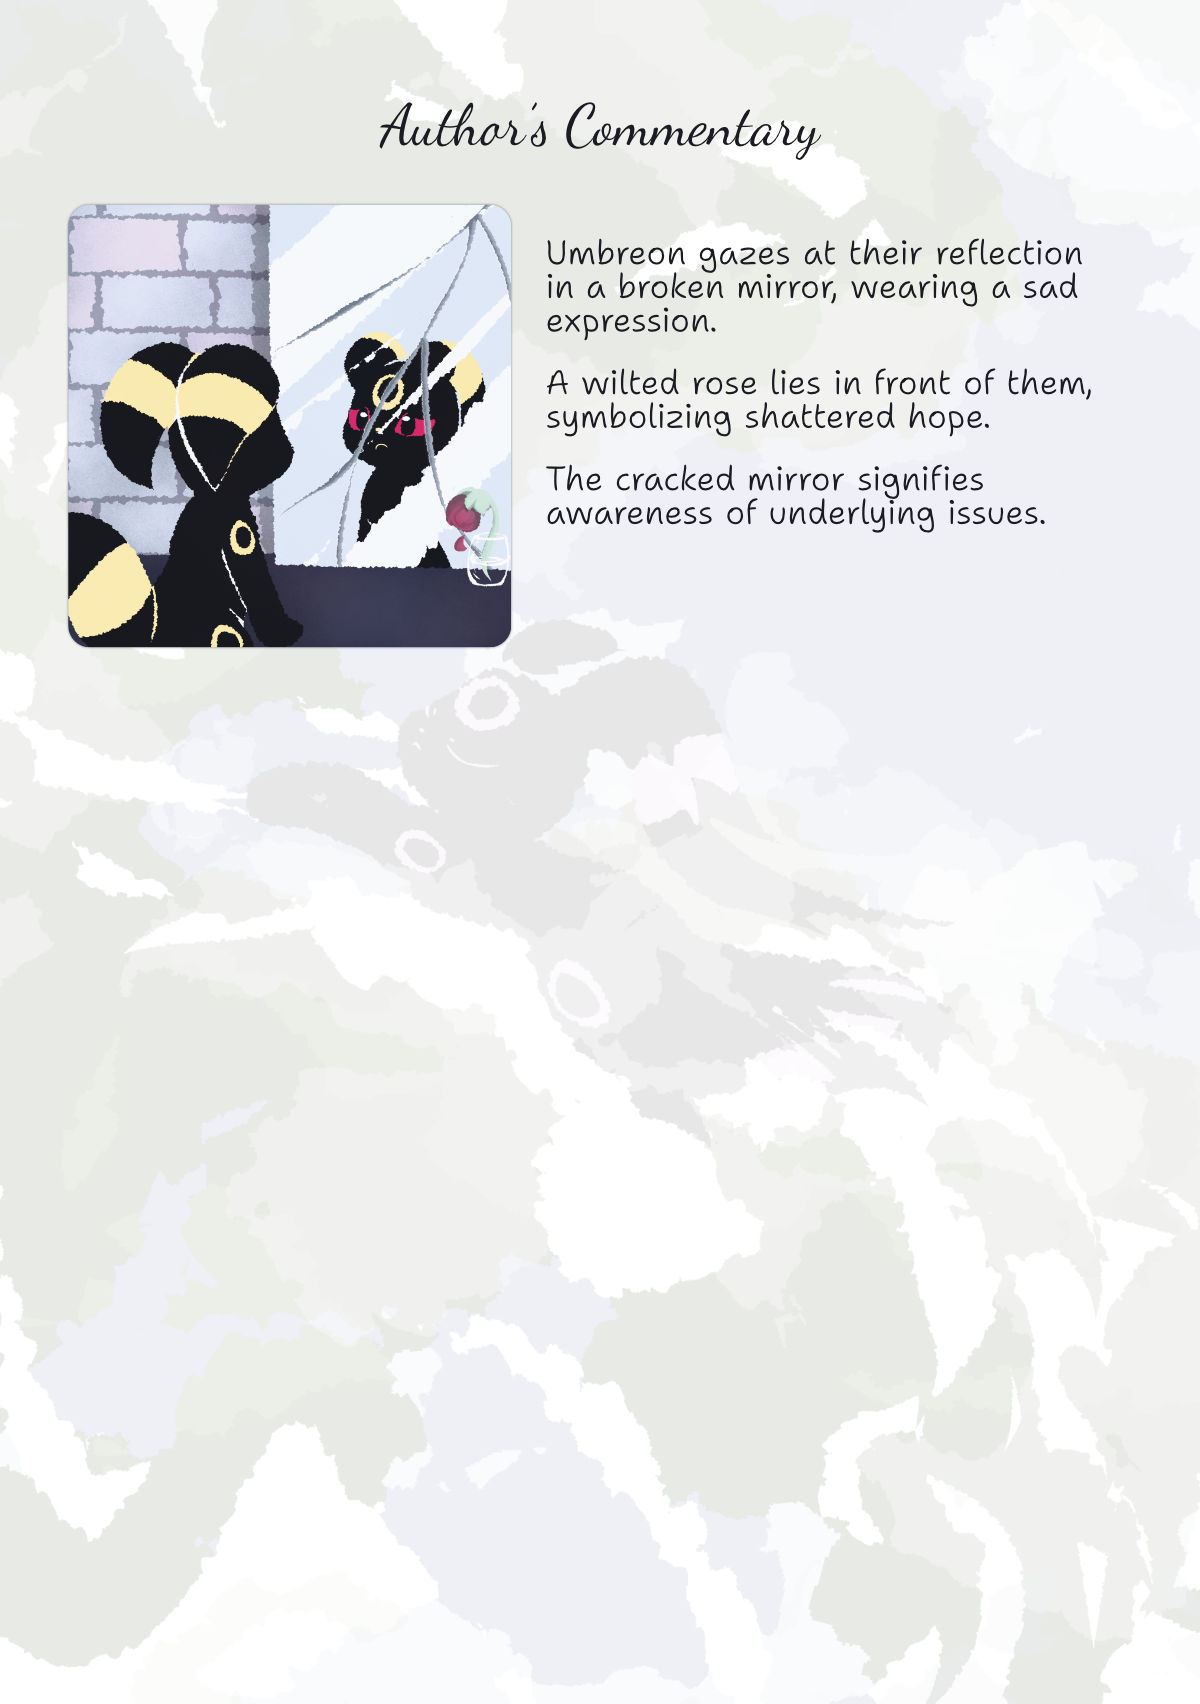 Author's Commentary
Umbreon gazes at their reflection
in a broken mirror, wearing a sad
expression.
A wilted rose lies in front of them,
symbolizing shattered hope.
The cracked mirror signifies
awareness of underlying issues.